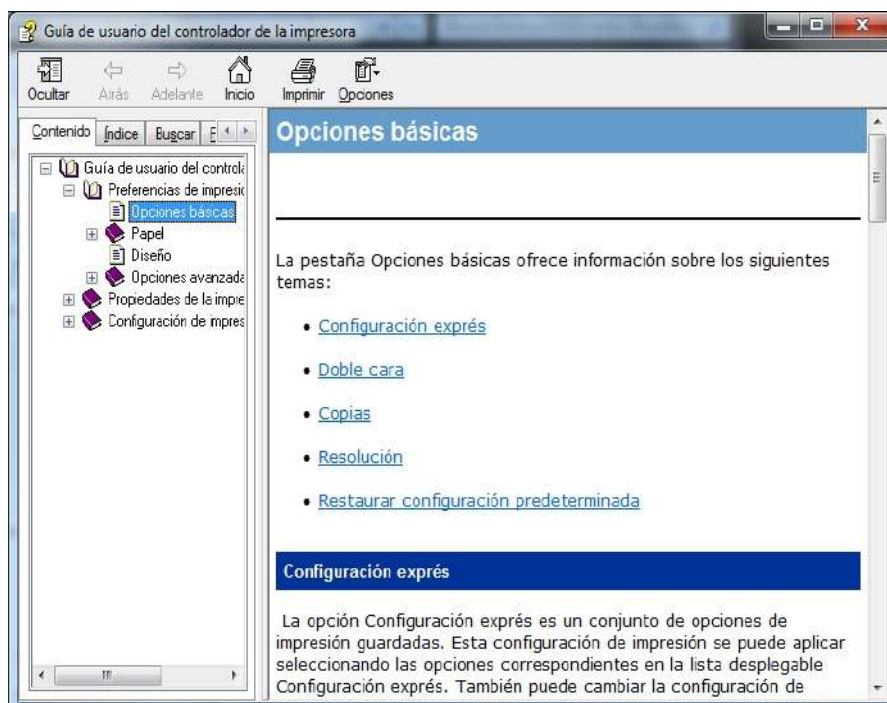 Guía de usuario del controlador de la impresora
Ocultar Atrás Adelante Inicio Imprimir Opciones
Contenido Índice Buscar F
Guía de usuario del controla
Preferencias de impresió
Opciones básicas
Papel
Diseño
Opciones avanzada
Propiedades de la impre
Configuración de impres
Opciones básicas
La pestaña Opciones básicas ofrece información sobre los siguientes
temas:
• Configuración exprés
• Doble cara
• Copias
• Resolución
• Restaurar configuración predeterminada
Configuración exprés
La opción Configuración exprés es un conjunto de opciones de
impresión guardadas. Esta configuración de impresión se puede aplicar
seleccionando las opciones correspondientes en la lista desplegable
Configuración exprés. También puede cambiar la configuración de